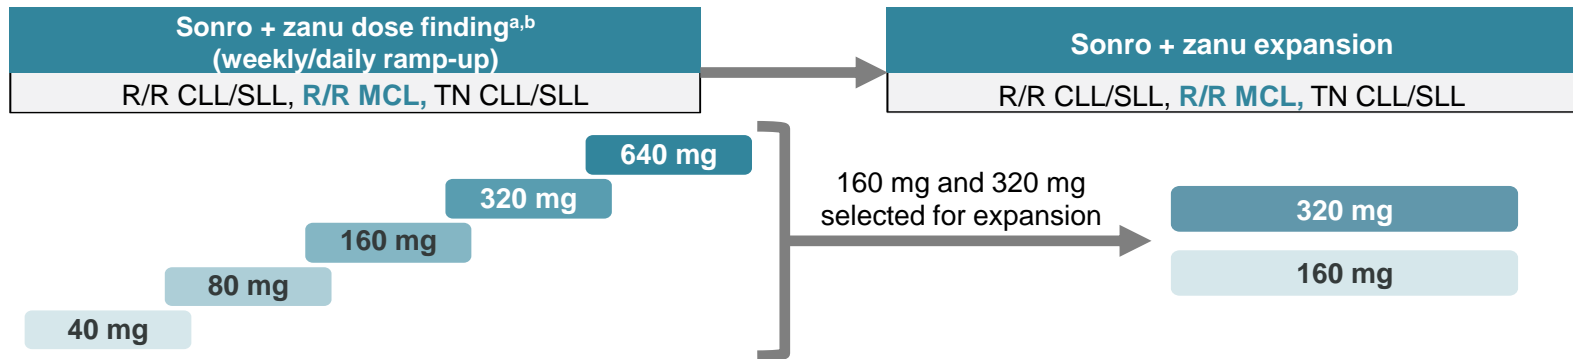 Sonro + zanu dose finding^a,b
(weekly/daily ramp-up)
R/R CLL/SLL, R/R MCL, TN CLL/SLL
Sonro + zanu expansion
R/R CLL/SLL, R/R MCL, TN CLL/SLL
640 mg
320 mg
160 mg
80 mg
40 mg
160 mg and 320 mg
selected for expansion
320 mg
160 mg